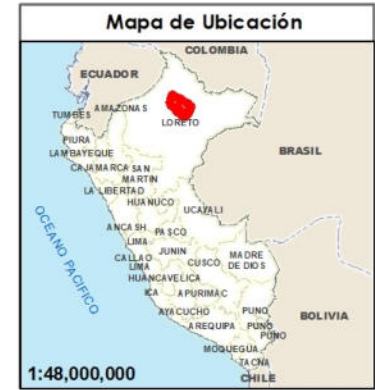 Mapa de Ubicación
COLOMBIA
ECUADOR
TUMBES
AMAZONAS
LORETO
PIURA
LAMBAYEQUE
BRASIL
CAJAMARCA
SAN
MARTIN
LA LIBERTAD
HUANUCO
UCAYALI
ANCASH
PASCO
LIMA
JUNIN
CALLAO
LIMA
CUSCO
MADRE
DE DIOS
HUANCAVELICA
ICA
APURIMAC
AYACUCHO
PUNO
AREQUIPA
PUNO
PUNO
BOLIVIA
MOQUEGUA
TACNA
OCEANO PACIFICO
1:48,000,000
CHILE